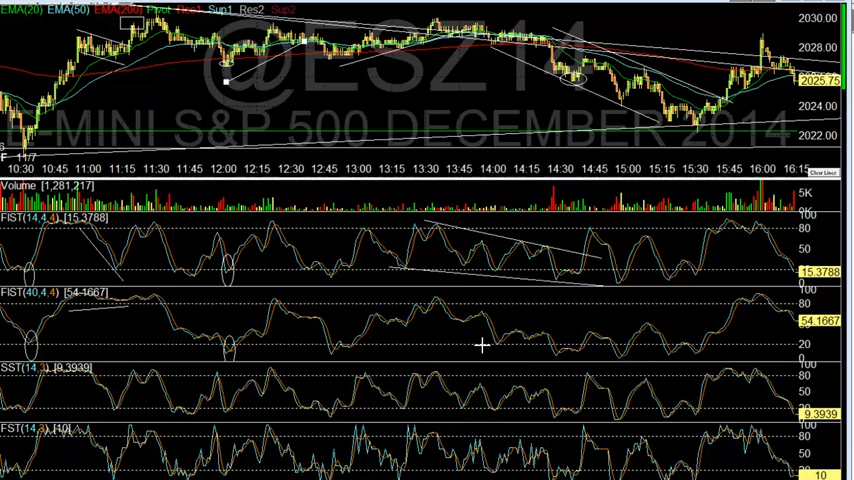 EMA(20) EMA(50) EMA(200) Pivot Res1 Sup1 Res2 Sup2
@ESZ14
E-MINI S&P 500 DECEMBER 2014
2030.00
2028.00
2025.75
2024.00
2022.00
F 11/7
10:30 10:45 11:00 11:15 11:30 11:45 12:00 12:15 12:30 12:45 13:00 13:15 13:30 13:45 14:00 14:15 14:30 14:45 15:00 15:15 15:30 15:45 16:00 16:15
Volume [1,281,217]
5K
0
FIST(14,4,4) [15.3788]
100
80
50
15.3788
0
FIST(40,4,4) [54.1667]
100
80
54.1667
20
0
SST(14,3) [9.3939]
100
80
50
20
9.3939
FST(14,3) [10]
100
80
50
10